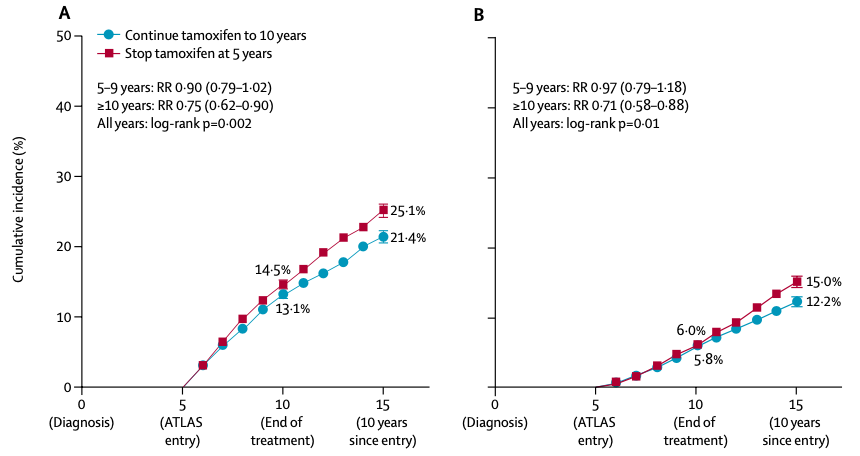 A
Continue tamoxifen to 10 years
Stop tamoxifen at 5 years
5–9 years: RR 0·90 (0·79–1·02)
≥10 years: RR 0·75 (0·62–0·90)
All years: log-rank p=0·002
Cumulative incidence (%)
50
40
30
20
10
0
25·1%
21·4%
14·5%
13·1%
0
5
10
15
(Diagnosis)
(ATLAS
entry)
(End of
treatment)
(10 years
since entry)
B
5–9 years: RR 0·97 (0·79–1·18)
≥10 years: RR 0·71 (0·58–0·88)
All years: log-rank p=0·01
15·0%
12·2%
6·0%
5·8%
0
5
10
15
(Diagnosis)
(ATLAS
entry)
(End of
treatment)
(10 years
since entry)